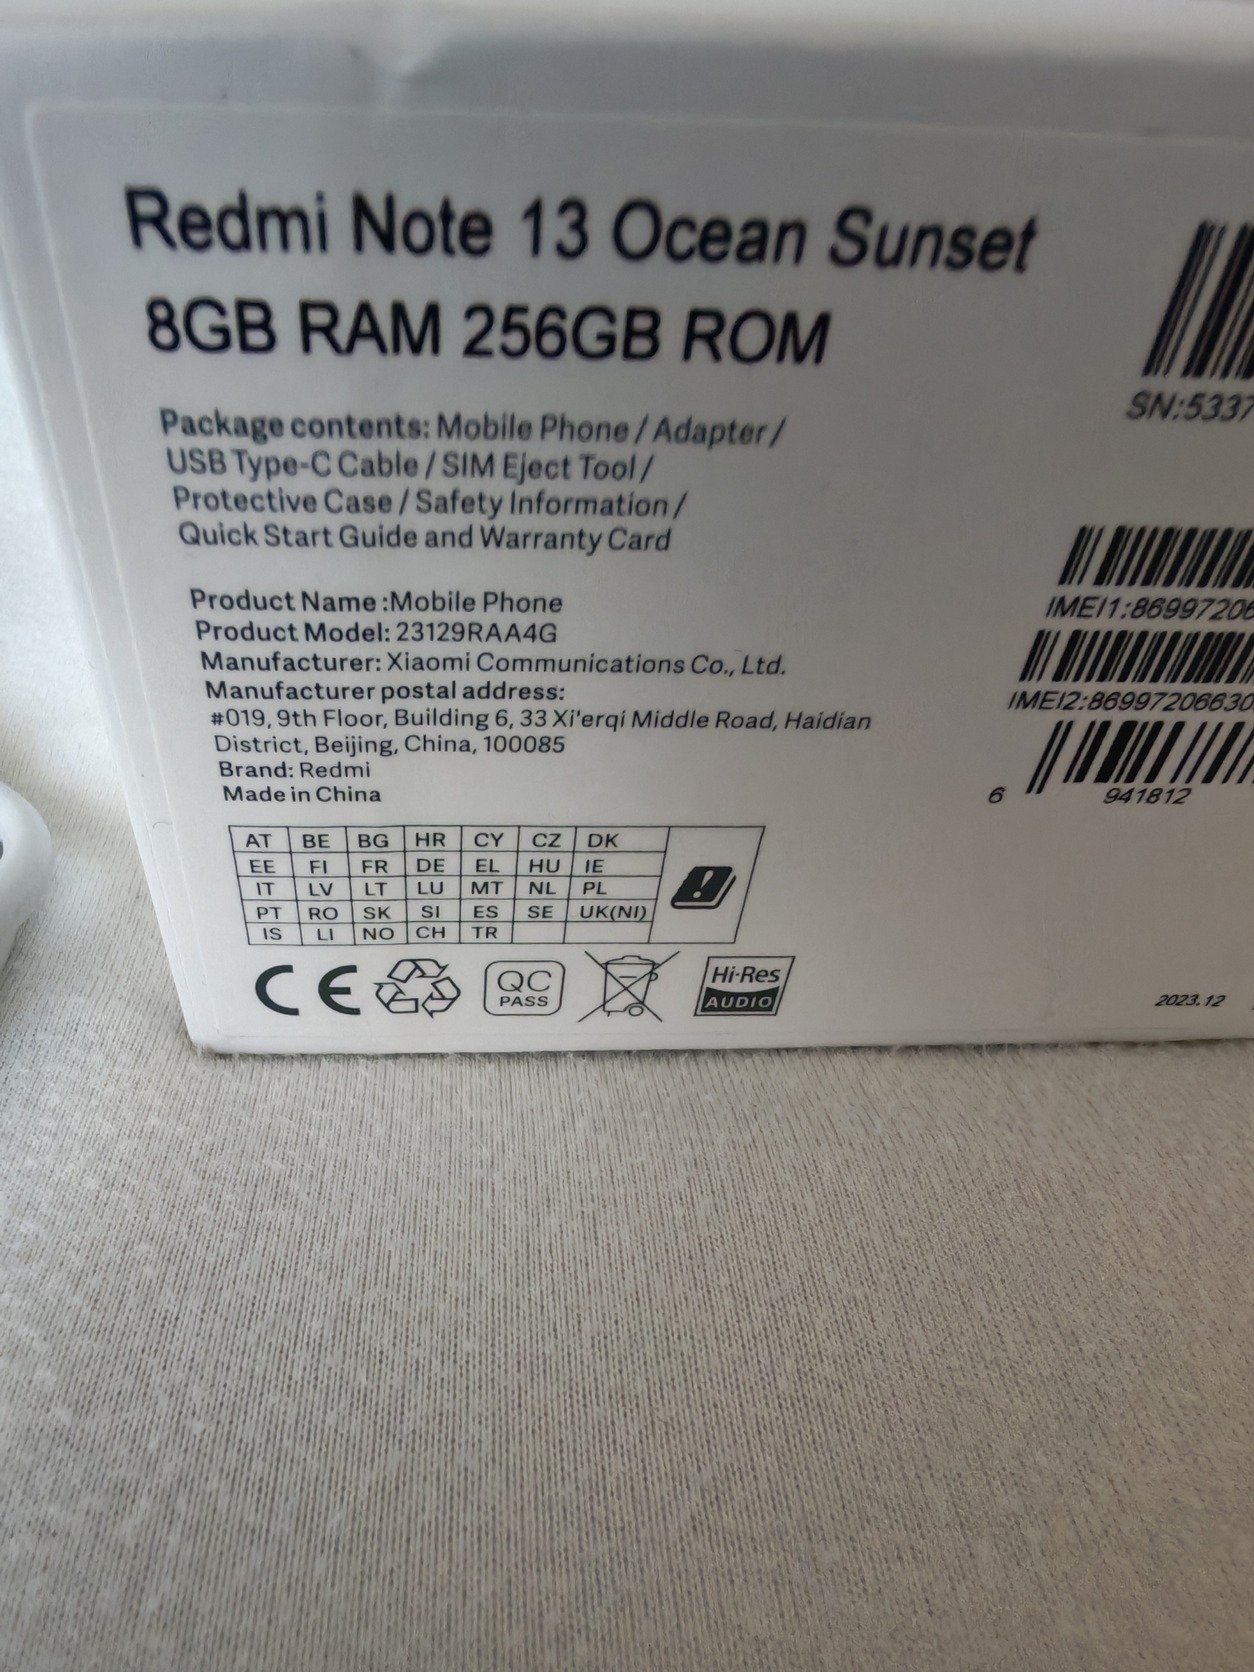 Redmi Note 13 Ocean Sunset
8GB RAM 256GB ROM
Package contents: Mobile Phone / Adapter /
USB Type-C Cable / SIM Eject Tool /
Protective Case / Safety Information /
Quick Start Guide and Warranty Card
Product Name :Mobile Phone
Product Model: 23129RAA4G
Manufacturer: Xiaomi Communications Co., Ltd.
Manufacturer postal address:
#019, 9th Floor, Building 6, 33 Xi'erqi Middle Road, Haidian
District, Beijing, China, 100085
Brand: Redmi
Made in China
AT BE BG HR CY CZ DK
EE FI FR DE EL HU IE
IT LV LT LU MT NL PL
PT RO SK SI ES SE UK(NI)
IS LI NO CH TR
CE
QC
PASS
Hi-Res
AUDIO
SN:5337
IMEI1:86997206
IMEI2:86997206630
6 941812
2023.12